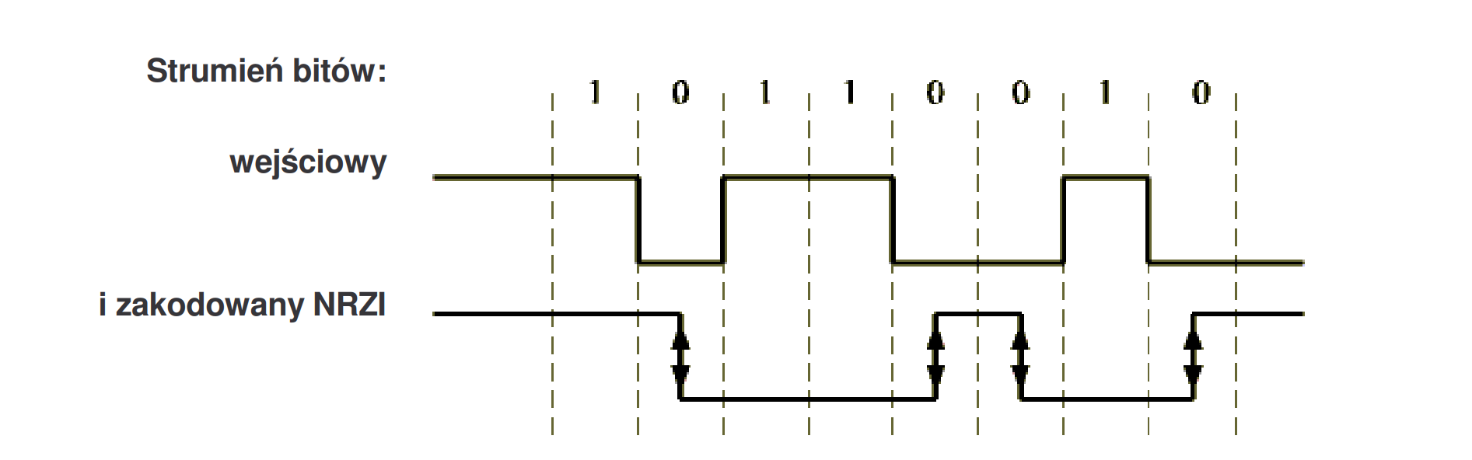 Strumień bitów:
1 0 1 1 0 0 1 0
wejściowy
i zakodowany NRZI